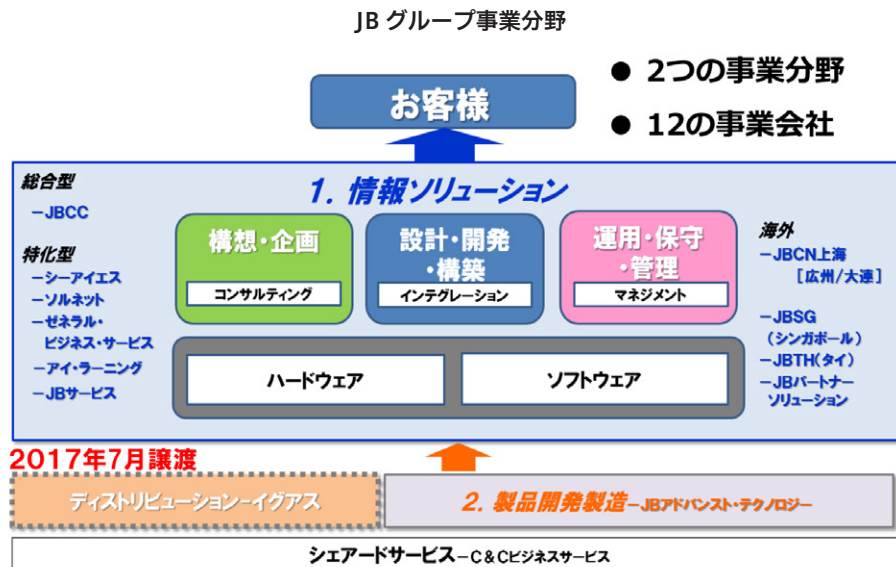 JB グループ事業分野
お客様
● 2つの事業分野
● 12の事業会社
1. 情報ソリューション
総合型
－JBCC
特化型
－シーアイエス
－ソルネット
－ゼネラル・
ビジネス・サービス
－アイ・ラーニング
－JBサービス
構想・企画
コンサルティング
設計・開発
・構築
インテグレーション
運用・保守
・管理
マネジメント
ハードウェア
ソフトウェア
海外
－JBCN上海
［広州/大連］
－JBSG
(シンガポール)
－JBTH(タイ)
－JBパートナー
ソリューション
2017年7月譲渡
ディストリビューション－イグアス
2. 製品開発製造－JBアドバンスト・テクノロジー
シェアードサービス－C＆Cビジネスサービス